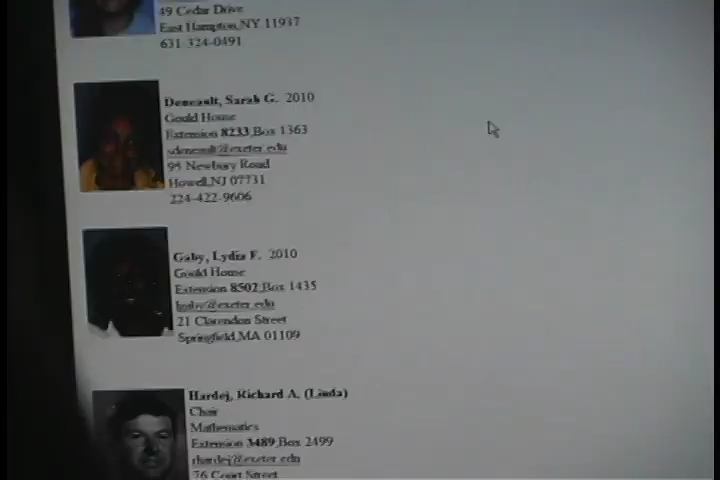 49 Cedar Drive
East Hampton, NY 11937
631-324-0491
Deneault, Sarah G. 2010
Gould House
Extension 8233, Box 1363
sdeneault@exeter.edu
95 Newbury Road
Howell, NJ 07731
224-422-9606
Gaby, Lydia F. 2010
Gould House
Extension 8502, Box 1435
lgaby@exeter.edu
21 Clarendon Street
Springfield, MA 01109
Hardej, Richard A. (Linda)
Chair
Mathematics
Extension 3489, Box 2499
rhardej@exeter.edu
76 Court Street